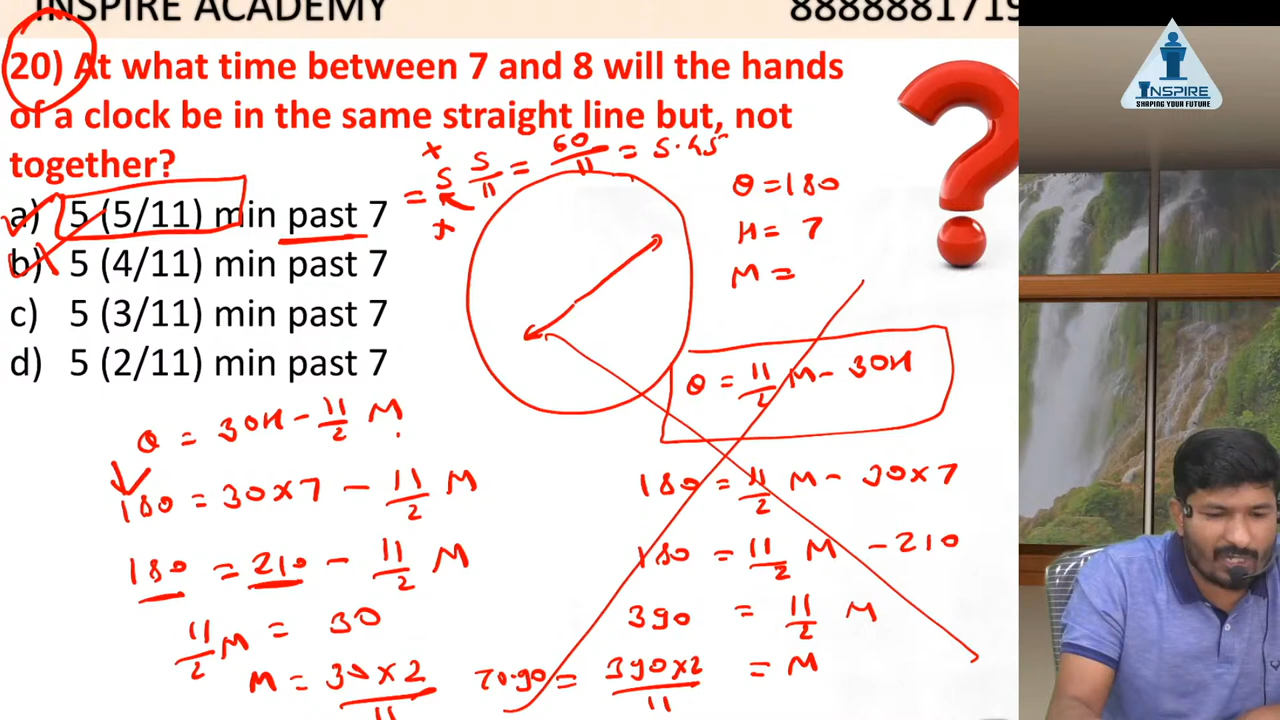 INSPIRE ACADEMY
8888881719
20) At what time between 7 and 8 will the hands
of a clock be in the same straight line but, not
together?
a) 5 (5/11) min past 7
b) 5 (4/11) min past 7
c) 5 (3/11) min past 7
d) 5 (2/11) min past 7
= 5 5/11 = 60/11 = 5.45
θ = 180
H = 7
M =
θ = 11/2 M - 30H
θ = 30H - 11/2 M
180 = 30×7 - 11/2 M
180 = 210 - 11/2 M
11/2 M = 30
M = 30×2/11
180 = 11/2 M - 30×7
180 = 11/2 M - 210
390 = 11/2 M
70.90 = 390×2/11 = M
INSPIRE
SHAPING YOUR FUTURE